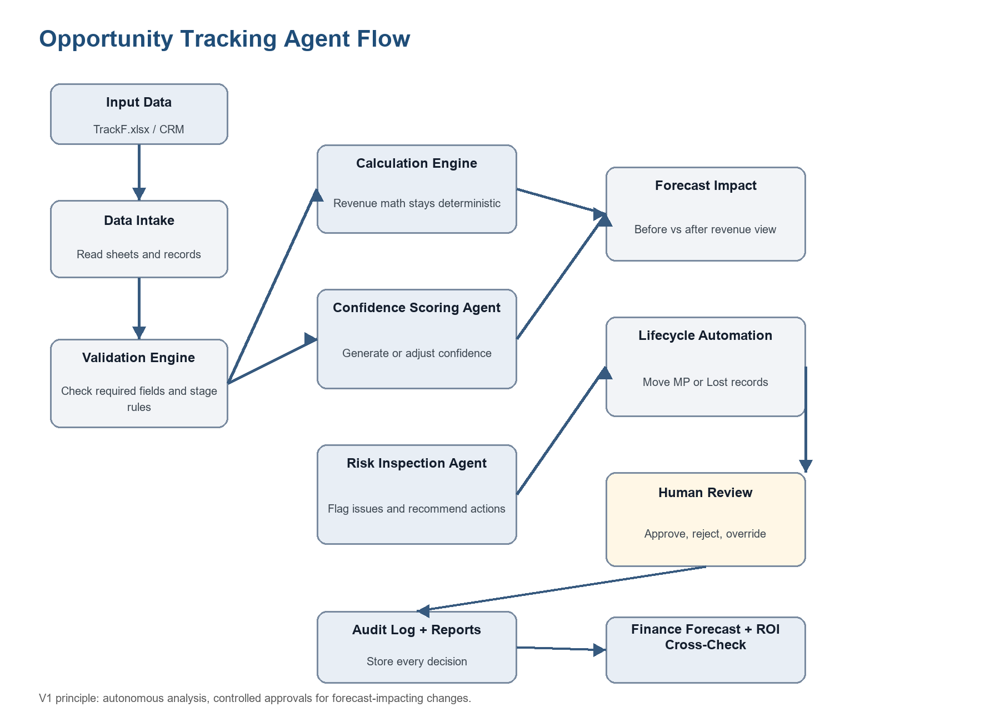 Opportunity Tracking Agent Flow
Input Data
TrackF.xlsx / CRM
Data Intake
Read sheets and records
Validation Engine
Check required fields and stage
rules
Calculation Engine
Revenue math stays deterministic
Confidence Scoring Agent
Generate or adjust confidence
Risk Inspection Agent
Flag issues and recommend actions
Forecast Impact
Before vs after revenue view
Lifecycle Automation
Move MP or Lost records
Human Review
Approve, reject, override
Audit Log + Reports
Store every decision
Finance Forecast + ROI
Cross-Check
V1 principle: autonomous analysis, controlled approvals for forecast-impacting changes.